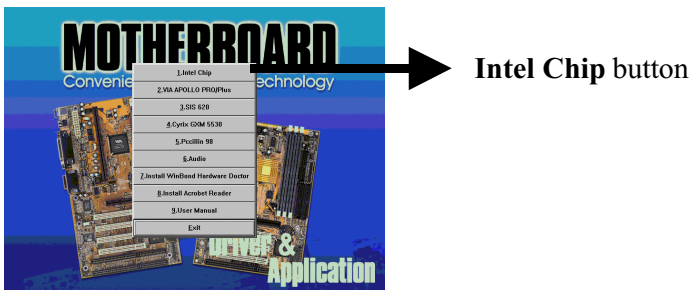 MOTHERBOARD
Convenie echnology
1.Intel Chip
2.VIA APOLLO PRO/Plus
3.SIS 620
4.Cyrix GXM 5530
5.Pccillin 98
6.Audio
7.Install WinBond Hardware Doctor
8.Install Acrobet Reader
9.User Manual
Exit
Driver &
Application
Intel Chip button